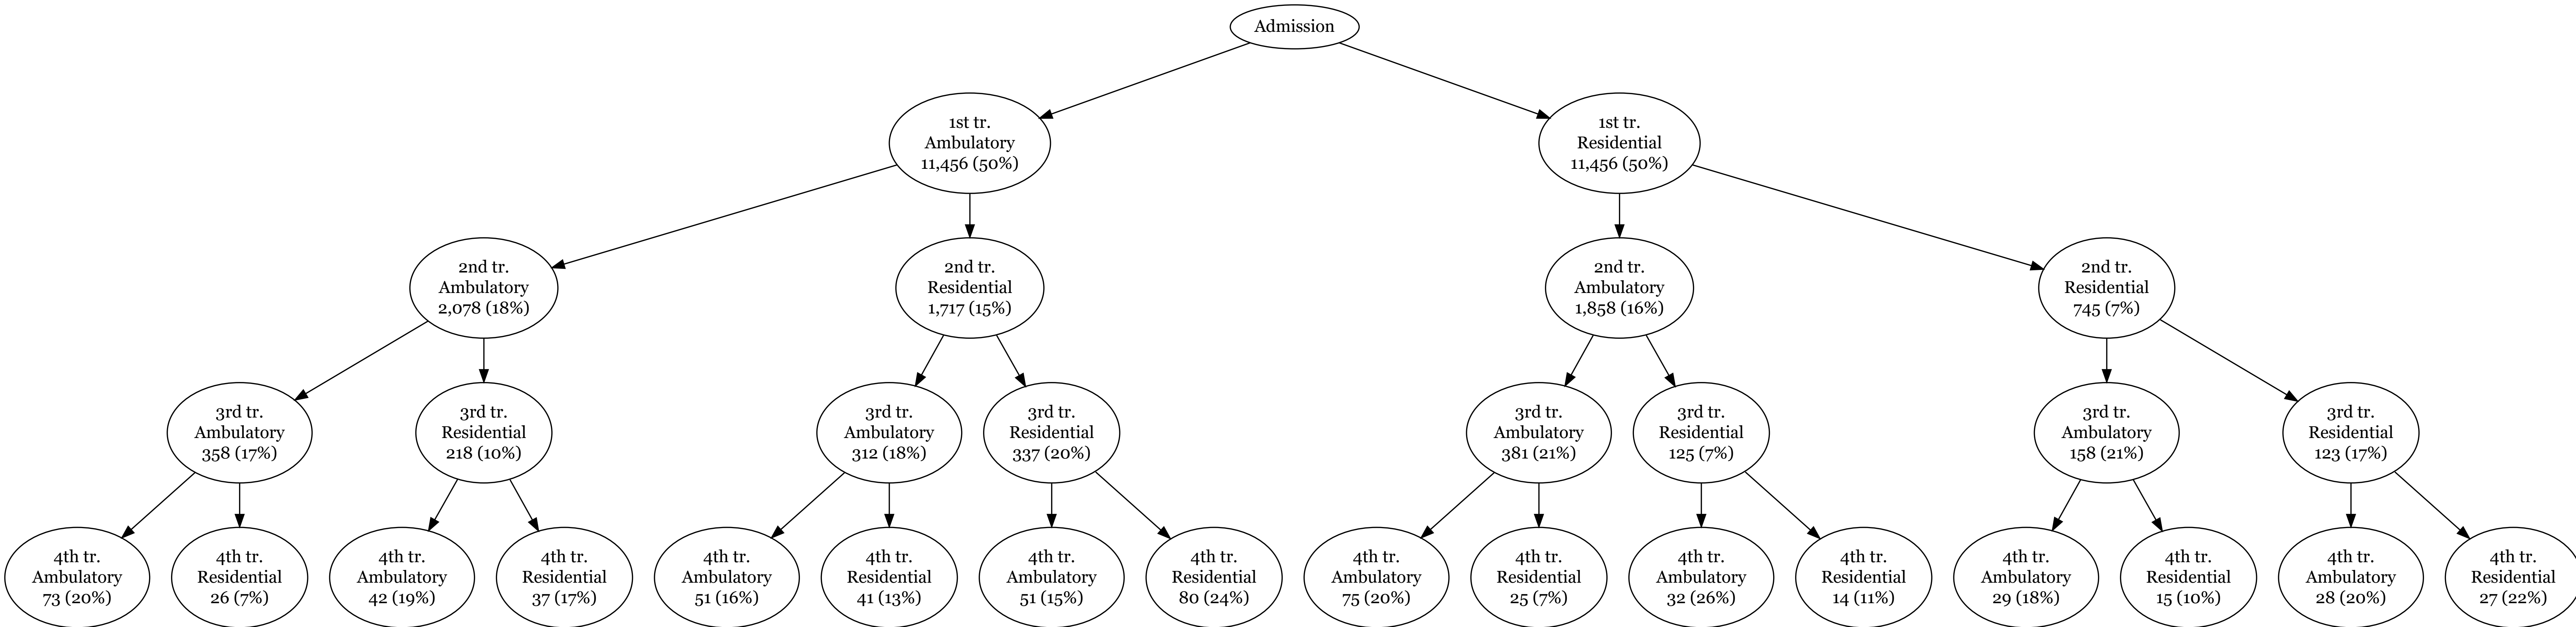 Admission
1st tr.
Ambulatory
11,456 (50%)
1st tr.
Residential
11,456 (50%)
2nd tr.
Ambulatory
2,078 (18%)
2nd tr.
Residential
1,717 (15%)
2nd tr.
Ambulatory
1,858 (16%)
2nd tr.
Residential
745 (7%)
3rd tr.
Ambulatory
358 (17%)
3rd tr.
Residential
218 (10%)
3rd tr.
Ambulatory
312 (18%)
3rd tr.
Residential
337 (20%)
3rd tr.
Ambulatory
381 (21%)
3rd tr.
Residential
125 (7%)
3rd tr.
Ambulatory
158 (21%)
3rd tr.
Residential
123 (17%)
4th tr.
Ambulatory
73 (20%)
4th tr.
Residential
26 (7%)
4th tr.
Ambulatory
42 (19%)
4th tr.
Residential
37 (17%)
4th tr.
Ambulatory
51 (16%)
4th tr.
Residential
41 (13%)
4th tr.
Ambulatory
51 (15%)
4th tr.
Residential
80 (24%)
4th tr.
Ambulatory
75 (20%)
4th tr.
Residential
25 (7%)
4th tr.
Ambulatory
32 (26%)
4th tr.
Residential
14 (11%)
4th tr.
Ambulatory
29 (18%)
4th tr.
Residential
15 (10%)
4th tr.
Ambulatory
28 (20%)
4th tr.
Residential
27 (22%)